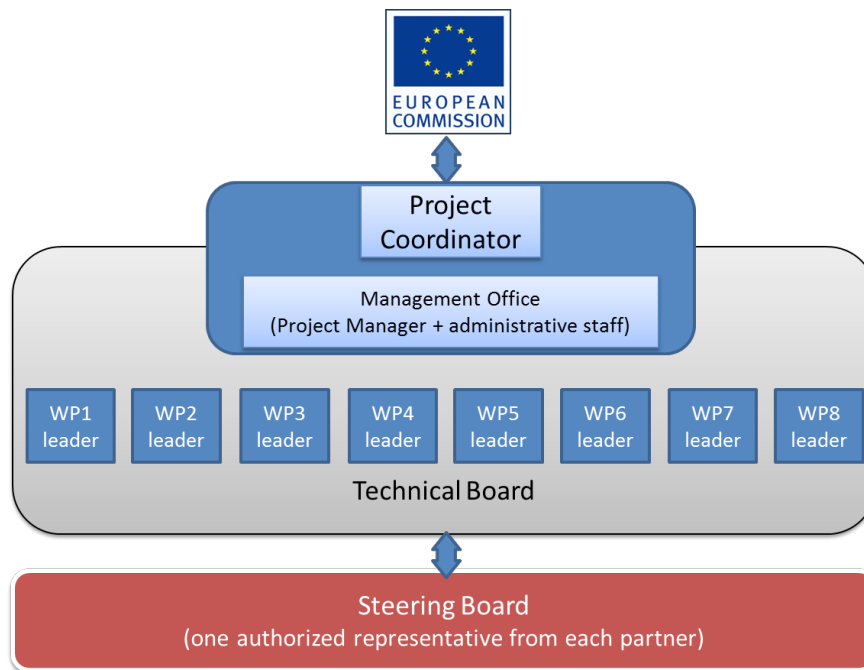 EUROPEAN
COMMISSION
Project
Coordinator
Management Office
(Project Manager + administrative staff)
WP1
leader
WP2
leader
WP3
leader
WP4
leader
WP5
leader
WP6
leader
WP7
leader
WP8
leader
Technical Board
Steering Board
(one authorized representative from each partner)